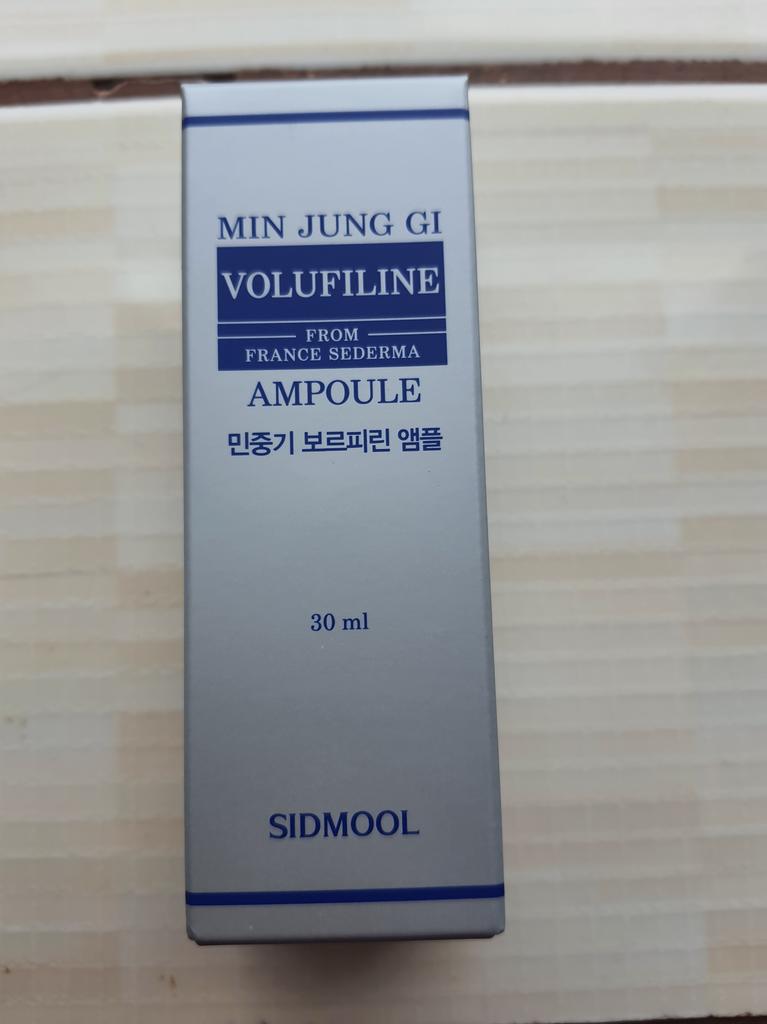 MIN JUNG GI
VOLUFILINE
FROM
FRANCE SEDERMA
AMPOULE
민중기 보르피린 앰플
30 ml
SIDMOOL